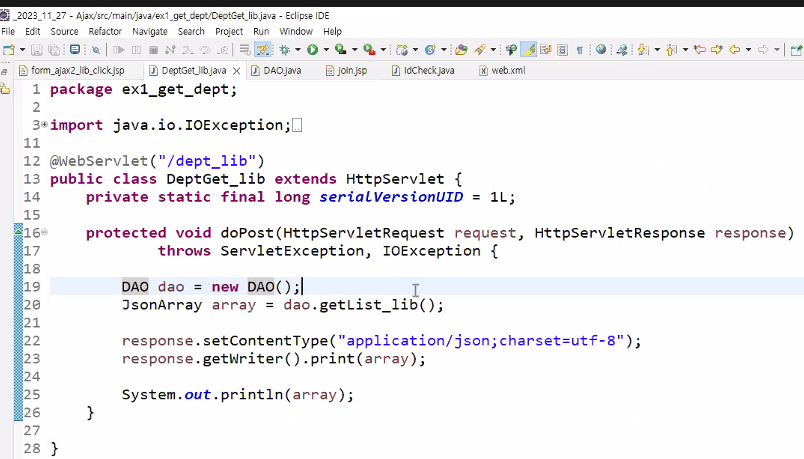 _2023_11_27 - Ajax/src/main/java/ex1_get_dept/DeptGet_lib.java - Eclipse IDE
File Edit Source Refactor Navigate Search Project Run Window Help
form_ajax2_lib_click.jsp DeptGet_lib.java DAO.java join.jsp IdCheck.java web.xml
1 package ex1_get_dept;
2
3 import java.io.IOException;
11
12 @WebServlet("/dept_lib")
13 public class DeptGet_lib extends HttpServlet {
14 private static final long serialVersionUID = 1L;
15
16 protected void doPost(HttpServletRequest request, HttpServletResponse response)
17 throws ServletException, IOException {
18
19 DAO dao = new DAO();
20 JsonArray array = dao.getList_lib();
21
22 response.setContentType("application/json;charset=utf-8");
23 response.getWriter().print(array);
24
25 System.out.println(array);
26 }
27
28 }